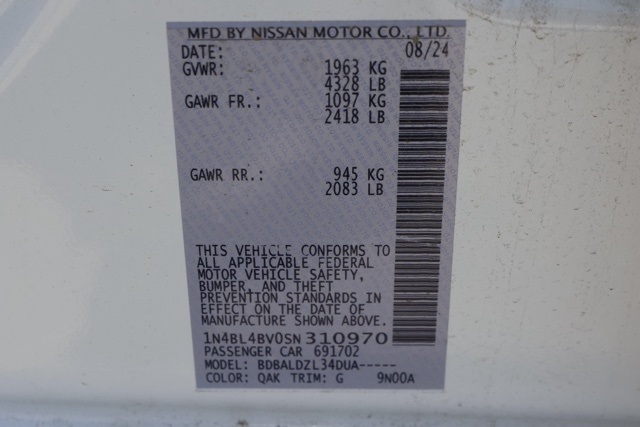 MFD BY NISSAN MOTOR CO., LTD.
DATE: 08/24
GVWR: 1963 KG
4328 LB
GAWR FR.: 1097 KG
2418 LB
GAWR RR.: 945 KG
2083 LB
THIS VEHICLE CONFORMS TO
ALL APPLICABLE FEDERAL
MOTOR VEHICLE SAFETY,
BUMPER, AND THEFT
PREVENTION STANDARDS IN
EFFECT ON THE DATE OF
MANUFACTURE SHOWN ABOVE
1N4BL4BV0SN310970
PASSENGER CAR 691702
MODEL: BDBALDZL34DUA-----
COLOR: QAK TRIM: G 9N00A